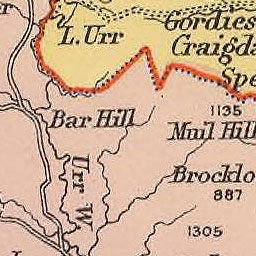 Gordies
L. Urr
Craigda
Spe
1135
Bar Hill
Muil Hill
Urr W.
Brocklo
887
1305